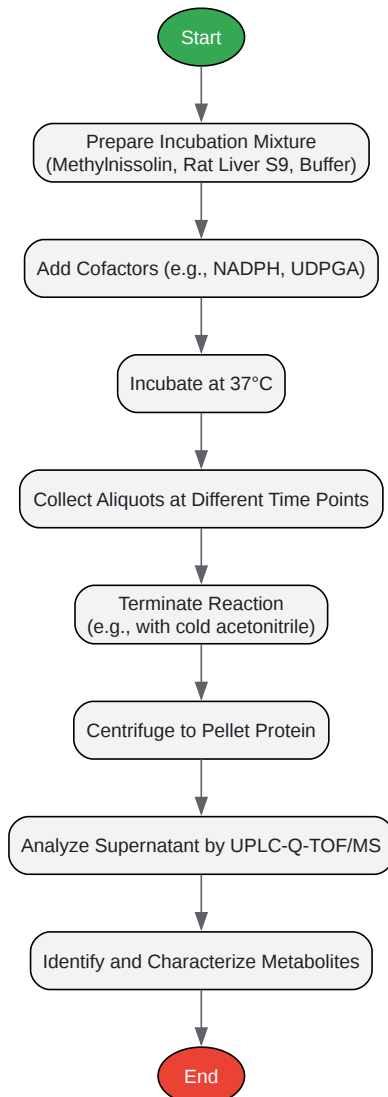 Start
Prepare Incubation Mixture
(Methylnissolin, Rat Liver S9, Buffer)
Add Cofactors (e.g., NADPH, UDPGA)
Incubate at 37°C
Collect Aliquots at Different Time Points
Terminate Reaction
(e.g., with cold acetonitrile)
Centrifuge to Pellet Protein
Analyze Supernatant by UPLC-Q-TOF/MS
Identify and Characterize Metabolites
End